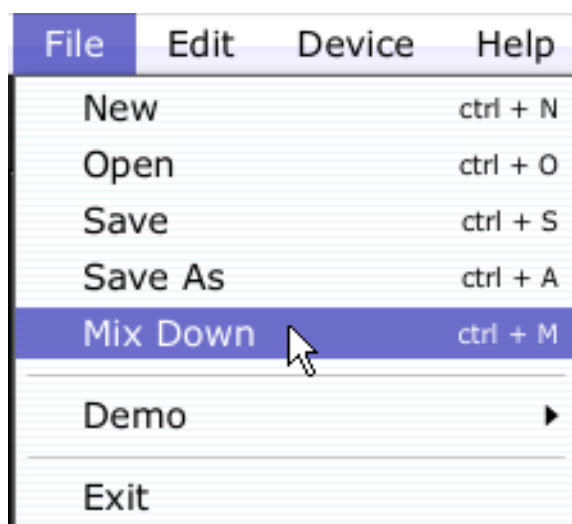 File Edit Device Help
New ctrl + N
Open ctrl + O
Save ctrl + S
Save As ctrl + A
Mix Down ctrl + M
Demo
Exit